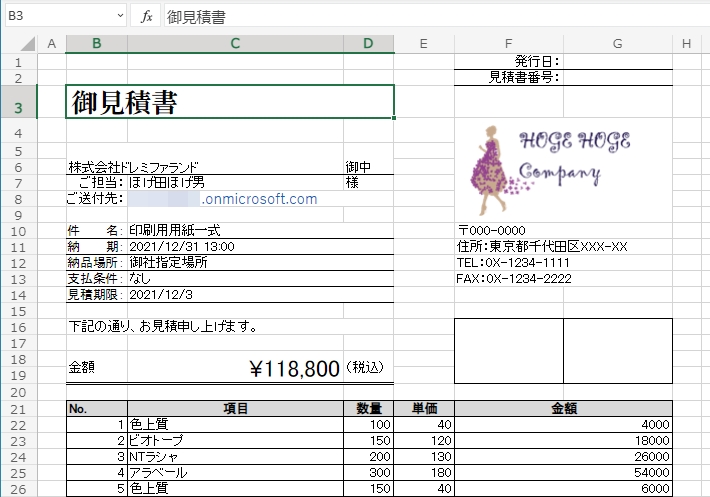 B3 fx 御見積書
A B C D E F G H
1 発行日:
2 見積書番号:
3 御見積書
4 HOGE HOGE
5
6 株式会社ドレミファランド 御中
7 ご担当: ほげ田ほげ男 様 Company
8 ご送付先: .onmicrosoft.com
9
10 件 名: 印刷用用紙一式 〒000-0000
11 納 期: 2021/12/31 13:00 住所:東京都千代田区XXX-XX
12 納品場所: 御社指定場所 TEL:0X-1234-1111
13 支払条件: なし FAX:0X-1234-2222
14 見積期限: 2021/12/3
15
16 下記の通り、お見積申し上げます。
17
18 金額 ¥118,800 (税込)
19
20
21 No. 項目 数量 単価 金額
22 1 色上質 100 40 4000
23 2 ビオトープ 150 120 18000
24 3 NTラシャ 200 130 26000
25 4 アラベール 300 180 54000
26 5 色上質 150 40 6000